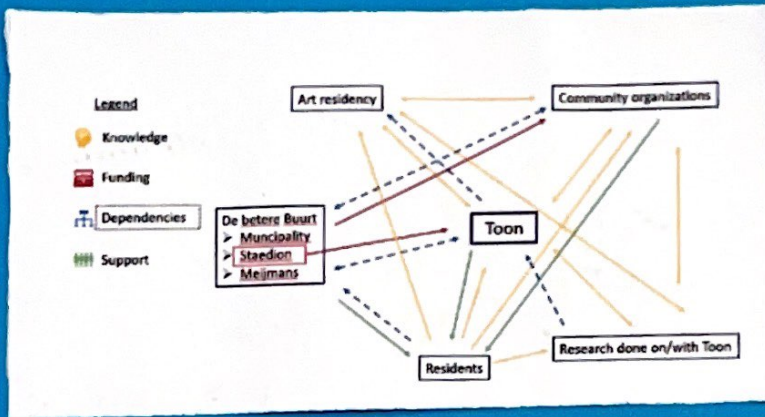 Legend
Knowledge
Funding
Dependencies
Support
Art residency
Community organizations
De betere Buurt
Muncipality
Staedion
Meijmans
Toon
Residents
Research done on/with Toon